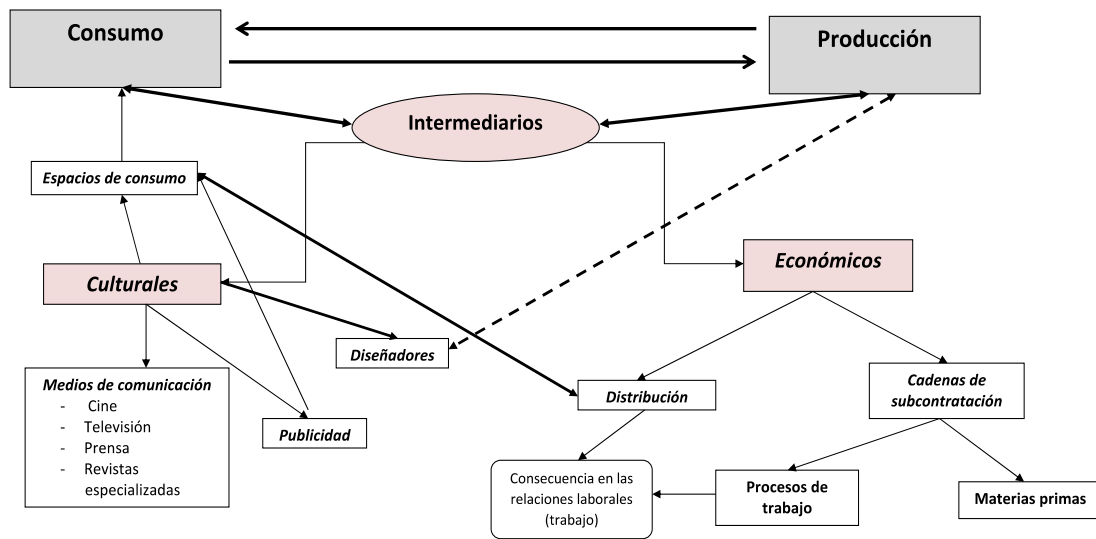 Consumo
Producción
Intermediarios
Espacios de consumo
Económicos
Culturales
Diseñadores
Medios de comunicación
- Cine
- Televisión
- Prensa
- Revistas
especializadas
Publicidad
Distribución
Cadenas de
subcontratación
Consecuencia en las
relaciones laborales
(trabajo)
Procesos de
trabajo
Materias primas